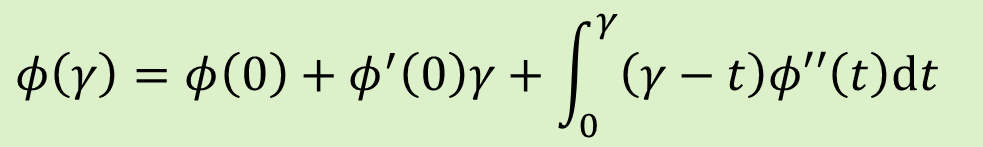 ϕ(γ) = ϕ(0) + ϕ′(0)γ + ∫₀^γ (γ − t)ϕ′′(t)dt